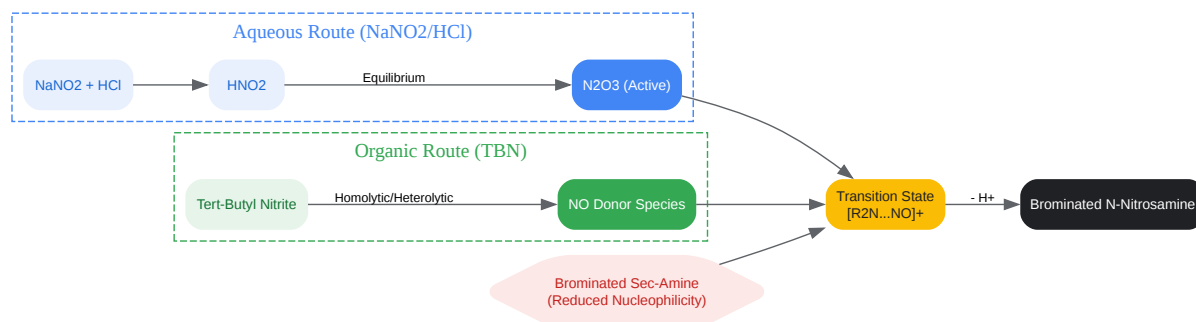 Aqueous Route (NaNO2/HCl)
NaNO2 + HCl
HNO2
Equilibrium
N2O3 (Active)
Organic Route (TBN)
Tert-Butyl Nitrite
Homolytic/Heterolytic
NO Donor Species
Transition State
[R2N...NO]+
- H+
Brominated N-Nitrosamine
Brominated Sec-Amine
(Reduced Nucleophilicity)